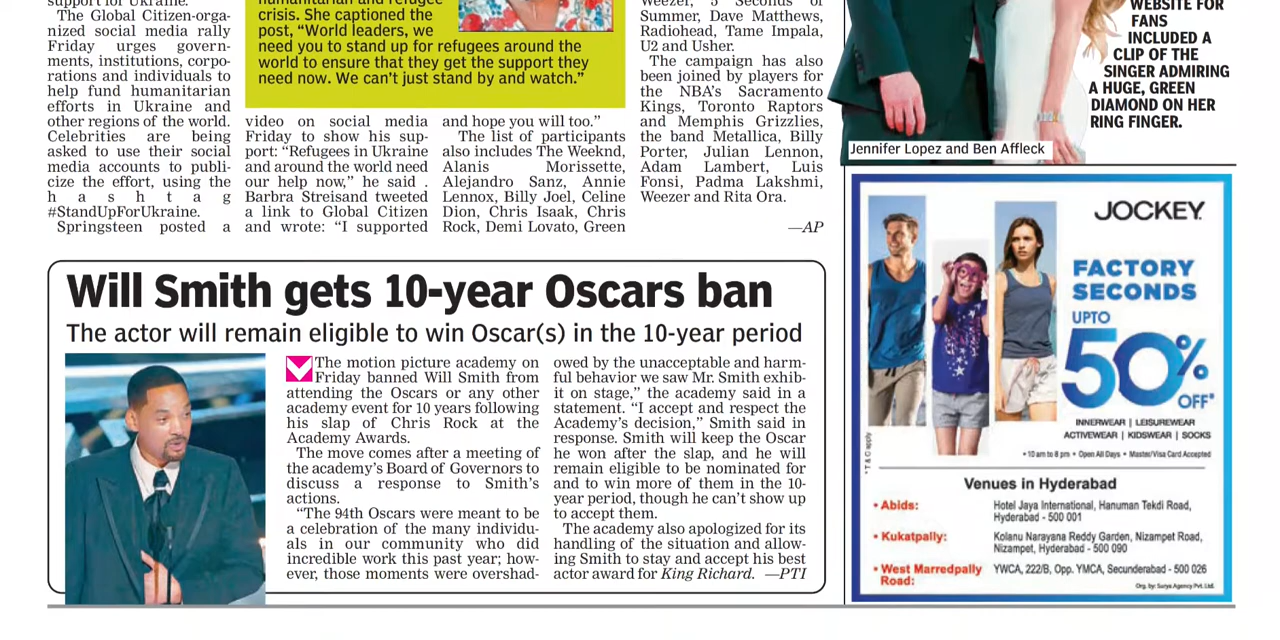 support for Ukraine.
The Global Citizen-orga-
nized social media rally
Friday urges govern-
ments, institutions, corpo-
rations and individuals to
help fund humanitarian
efforts in Ukraine and
other regions of the world.
Celebrities are being
asked to use their social
media accounts to publi-
cize the effort, using the
h a s h t a g
#StandUpForUkraine.
Springsteen posted a
humanitarian and refugee
crisis. She captioned the
post, “World leaders, we
need you to stand up for refugees around the
world to ensure that they get the support they
need now. We can’t just stand by and watch.”
video on social media
Friday to show his sup-
port: “Refugees in Ukraine
and around the world need
our help now,” he said .
Barbra Streisand tweeted
a link to Global Citizen
and wrote: “I supported
and hope you will too.”
The list of participants
also includes The Weeknd,
Alanis Morissette,
Alejandro Sanz, Annie
Lennox, Billy Joel, Celine
Dion, Chris Isaak, Chris
Rock, Demi Lovato, Green
Weezer, 5 Seconds of
Summer, Dave Matthews,
Radiohead, Tame Impala,
U2 and Usher.
The campaign has also
been joined by players for
the NBA’s Sacramento
Kings, Toronto Raptors
and Memphis Grizzlies,
the band Metallica, Billy
Porter, Julian Lennon,
Adam Lambert, Luis
Fonsi, Padma Lakshmi,
Weezer and Rita Ora.
—AP
WEBSITE FOR
FANS
INCLUDED A
CLIP OF THE
SINGER ADMIRING
A HUGE, GREEN
DIAMOND ON HER
RING FINGER.
Jennifer Lopez and Ben Affleck
Will Smith gets 10-year Oscars ban
The actor will remain eligible to win Oscar(s) in the 10-year period
The motion picture academy on
Friday banned Will Smith from
attending the Oscars or any other
academy event for 10 years following
his slap of Chris Rock at the
Academy Awards.
The move comes after a meeting of
the academy’s Board of Governors to
discuss a response to Smith’s
actions.
“The 94th Oscars were meant to be
a celebration of the many individu-
als in our community who did
incredible work this past year; how-
ever, those moments were overshad-
owed by the unacceptable and harm-
ful behavior we saw Mr. Smith exhib-
it on stage,” the academy said in a
statement. “I accept and respect the
Academy’s decision,” Smith said in
response. Smith will keep the Oscar
he won after the slap, and he will
remain eligible to be nominated for
and to win more of them in the 10-
year period, though he can’t show up
to accept them.
The academy also apologized for its
handling of the situation and allow-
ing Smith to stay and accept his best
actor award for King Richard. —PTI
JOCKEY
FACTORY
SECONDS
UPTO
50%
OFF*
INNERWEAR | LEISUREWEAR
ACTIVEWEAR | KIDSWEAR | SOCKS
* T & C apply
• 10 am to 8 pm • Open All Days • Master/Visa Card Accepted
Venues in Hyderabad
• Abids: Hotel Jaya International, Hanuman Tekdi Road,
Hyderabad - 500 001
• Kukatpally: Kolanu Narayana Reddy Garden, Nizampet Road,
Nizampet, Hyderabad - 500 090
• West Marredpally YWCA, 222/B, Opp. YMCA, Secunderabad - 500 026
Road:
Org. by: Surya Agency Pvt. Ltd.